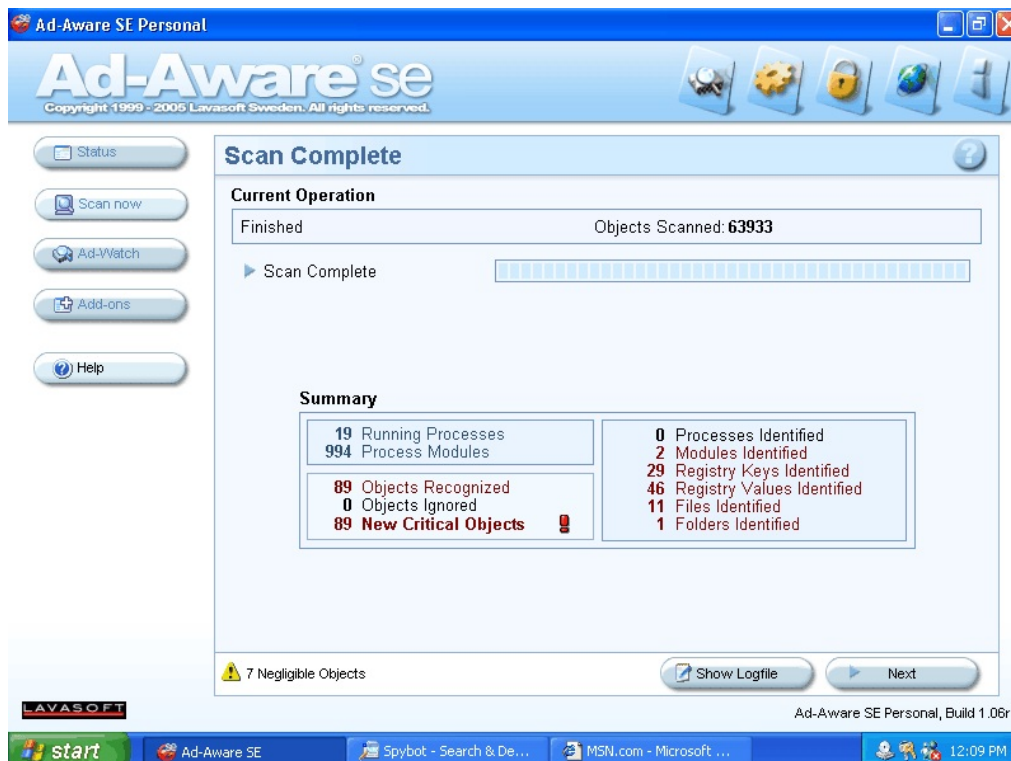 Ad-Aware SE Personal
Ad-Aware SE
Copyright 1999 - 2005 Lavasoft Sweden. All rights reserved.
Status
Scan now
Ad-Watch
Add-ons
Help
Scan Complete
Current Operation
Finished Objects Scanned: 63933
Scan Complete
Summary
19 Running Processes
994 Process Modules
89 Objects Recognized
0 Objects Ignored
89 New Critical Objects
0 Processes Identified
2 Modules Identified
29 Registry Keys Identified
46 Registry Values Identified
11 Files Identified
1 Folders Identified
7 Negligible Objects
Show Logfile
Next
LAVASOFT
Ad-Aware SE Personal, Build 1.06r
start
Ad-Aware SE
Spybot - Search & De...
MSN.com - Microsoft ...
12:09 PM